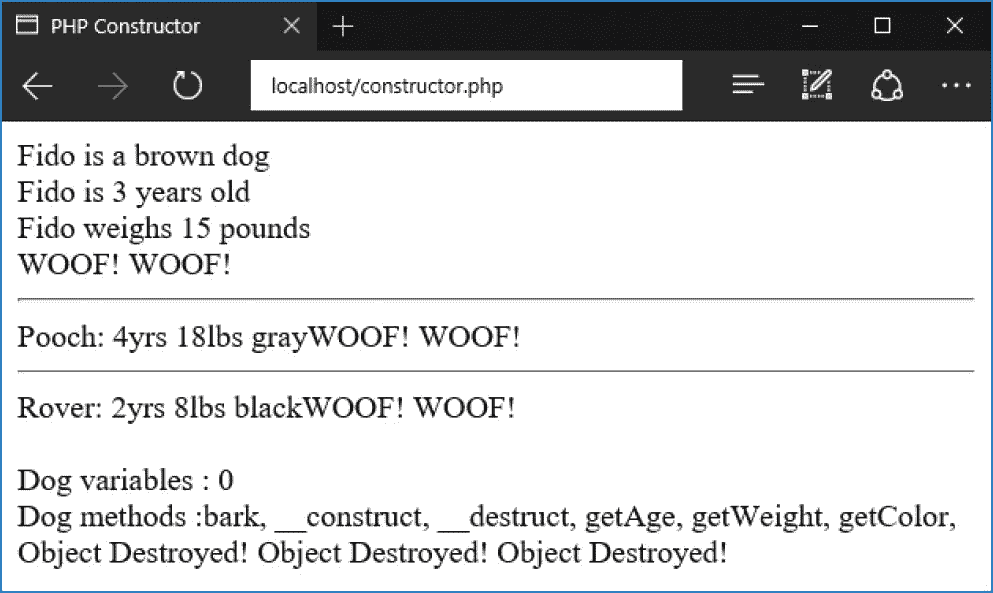 PHP Constructor
localhost/constructor.php
Fido is a brown dog
Fido is 3 years old
Fido weighs 15 pounds
WOOF! WOOF!
Pooch: 4yrs 18lbs grayWOOF! WOOF!
Rover: 2yrs 8lbs blackWOOF! WOOF!
Dog variables : 0
Dog methods :bark, __construct, __destruct, getAge, getWeight, getColor,
Object Destroyed! Object Destroyed! Object Destroyed!